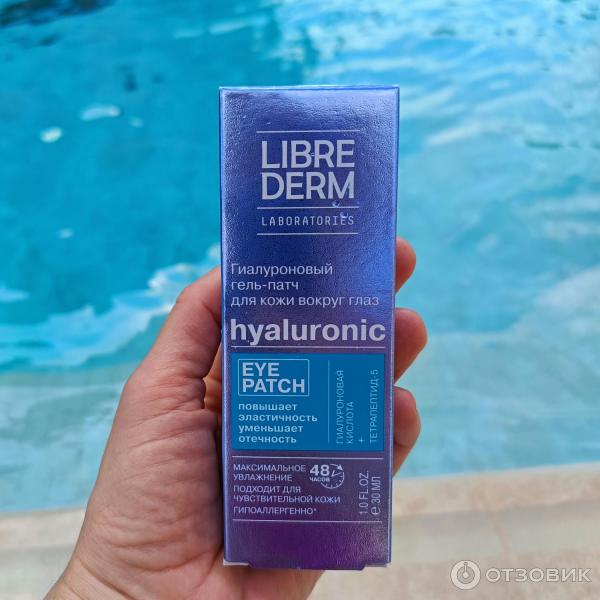 LIBRE
DERM
LABORATORIES
Гиалуроновый
гель-патч
для кожи вокруг глаз
hyaluronic
EYE
PATCH
повышает
эластичность
уменьшает
отечность
ГИАЛУРОНОВАЯ
КИСЛОТА
+
ТЕТРАПЕПТИД-5
МАКСИМАЛЬНОЕ
УВЛАЖНЕНИЕ
48
ЧАСОВ
ПОДХОДИТ ДЛЯ
ЧУВСТВИТЕЛЬНОЙ КОЖИ
ГИПОАЛЛЕРГЕННО*
1.0 FL.OZ.
℮ 30 МЛ
ОТЗОВИК